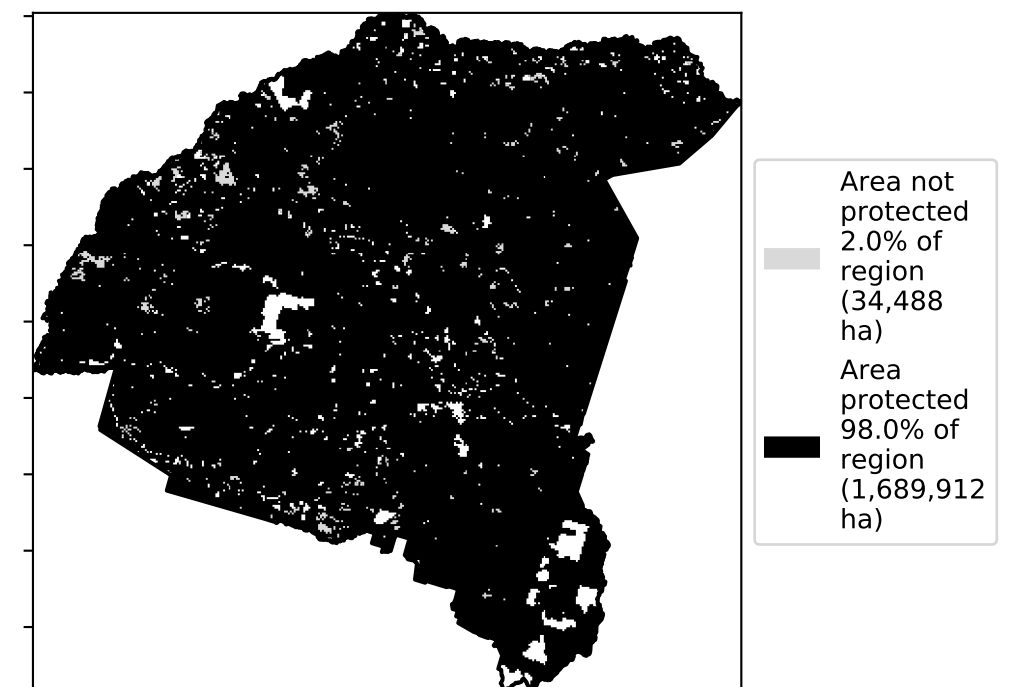 Area not
protected
2.0% of
region
(34,488
ha)
Area
protected
98.0% of
region
(1,689,912
ha)